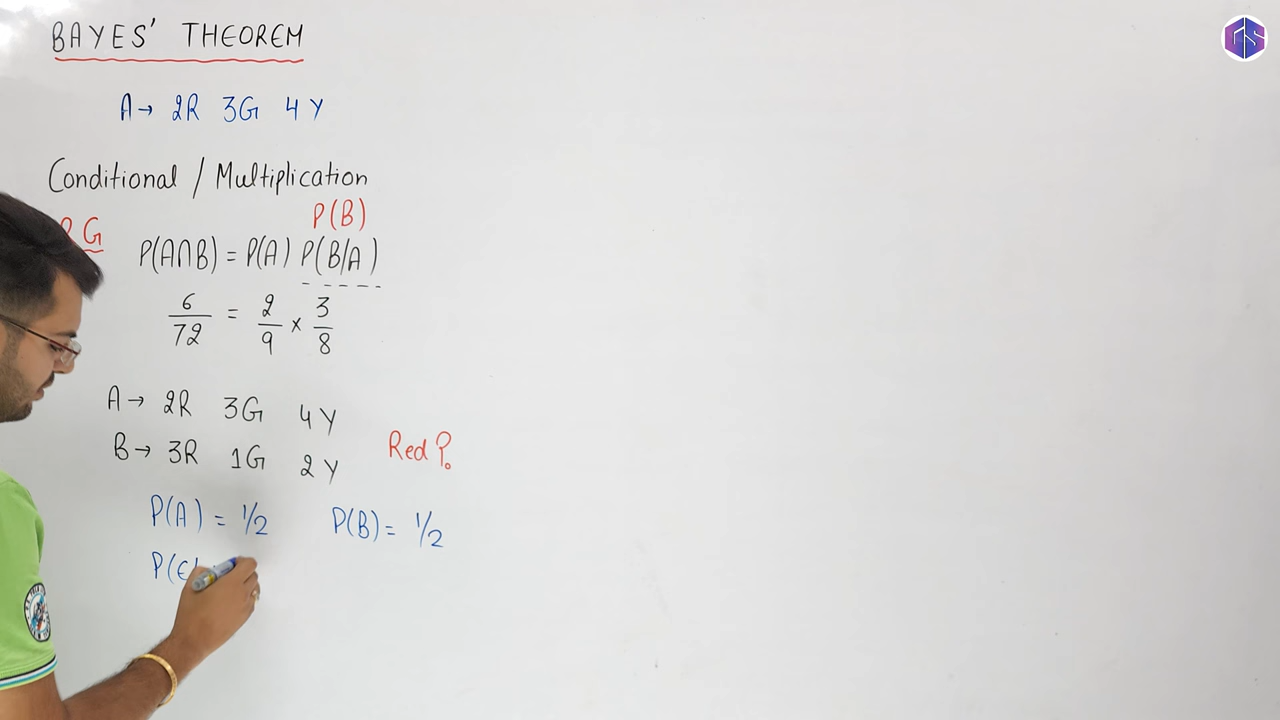 BAYES' THEOREM
A→ 2R 3G 4Y
Conditional / Multiplication
G
P(B)
P(A∩B) = P(A) P(B/A)
6/72 = 2/9 × 3/8
A→ 2R 3G 4Y
B→ 3R 1G 2Y
Red ?
P(A) = 1/2 P(B) = 1/2
P(E/